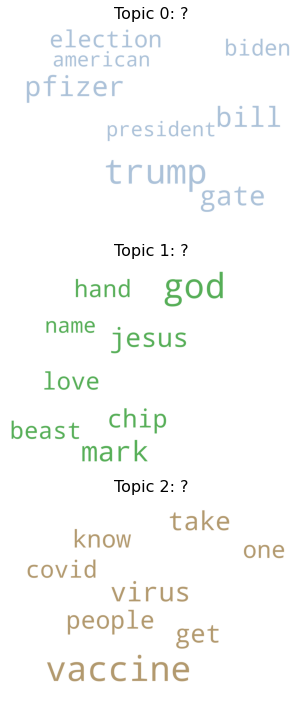 Topic 0: ?
election
biden
american
pfizer
bill
president
trump
gate
Topic 1: ?
god
hand
name
jesus
love
chip
beast
mark
Topic 2: ?
take
know
one
covid
virus
people
get
vaccine